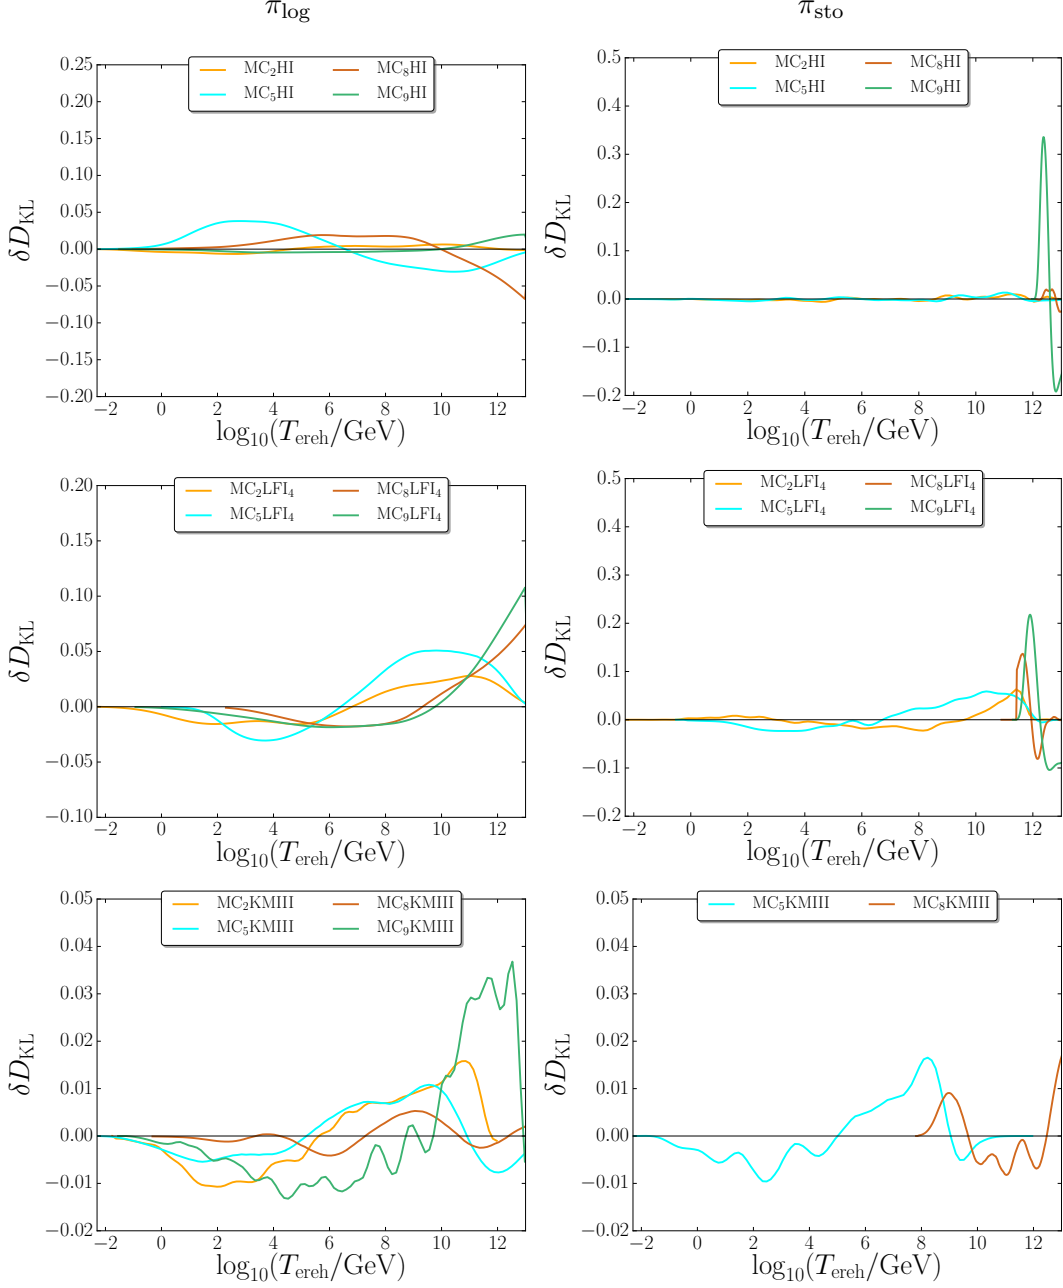 π_log
π_sto
MC₂HI MC₈HI
MC₅HI MC₉HI
0.25
0.20
0.15
0.10
0.05
0.00
−0.05
−0.10
−0.15
−0.20
δD_KL
−2 0 2 4 6 8 10 12
log₁₀(T_ereh/GeV)
MC₂HI MC₈HI
MC₅HI MC₉HI
0.5
0.4
0.3
0.2
0.1
0.0
−0.1
−0.2
δD_KL
−2 0 2 4 6 8 10 12
log₁₀(T_ereh/GeV)
MC₂LFI₄ MC₈LFI₄
MC₅LFI₄ MC₉LFI₄
0.20
0.15
0.10
0.05
0.00
−0.05
−0.10
δD_KL
−2 0 2 4 6 8 10 12
log₁₀(T_ereh/GeV)
MC₂LFI₄ MC₈LFI₄
MC₅LFI₄ MC₉LFI₄
0.5
0.4
0.3
0.2
0.1
0.0
−0.1
−0.2
δD_KL
−2 0 2 4 6 8 10 12
log₁₀(T_ereh/GeV)
MC₂KMIII MC₈KMIII
MC₅KMIII MC₉KMIII
0.05
0.04
0.03
0.02
0.01
0.00
−0.01
−0.02
δD_KL
−2 0 2 4 6 8 10 12
log₁₀(T_ereh/GeV)
MC₅KMIII MC₈KMIII
0.05
0.04
0.03
0.02
0.01
0.00
−0.01
−0.02
δD_KL
−2 0 2 4 6 8 10 12
log₁₀(T_ereh/GeV)